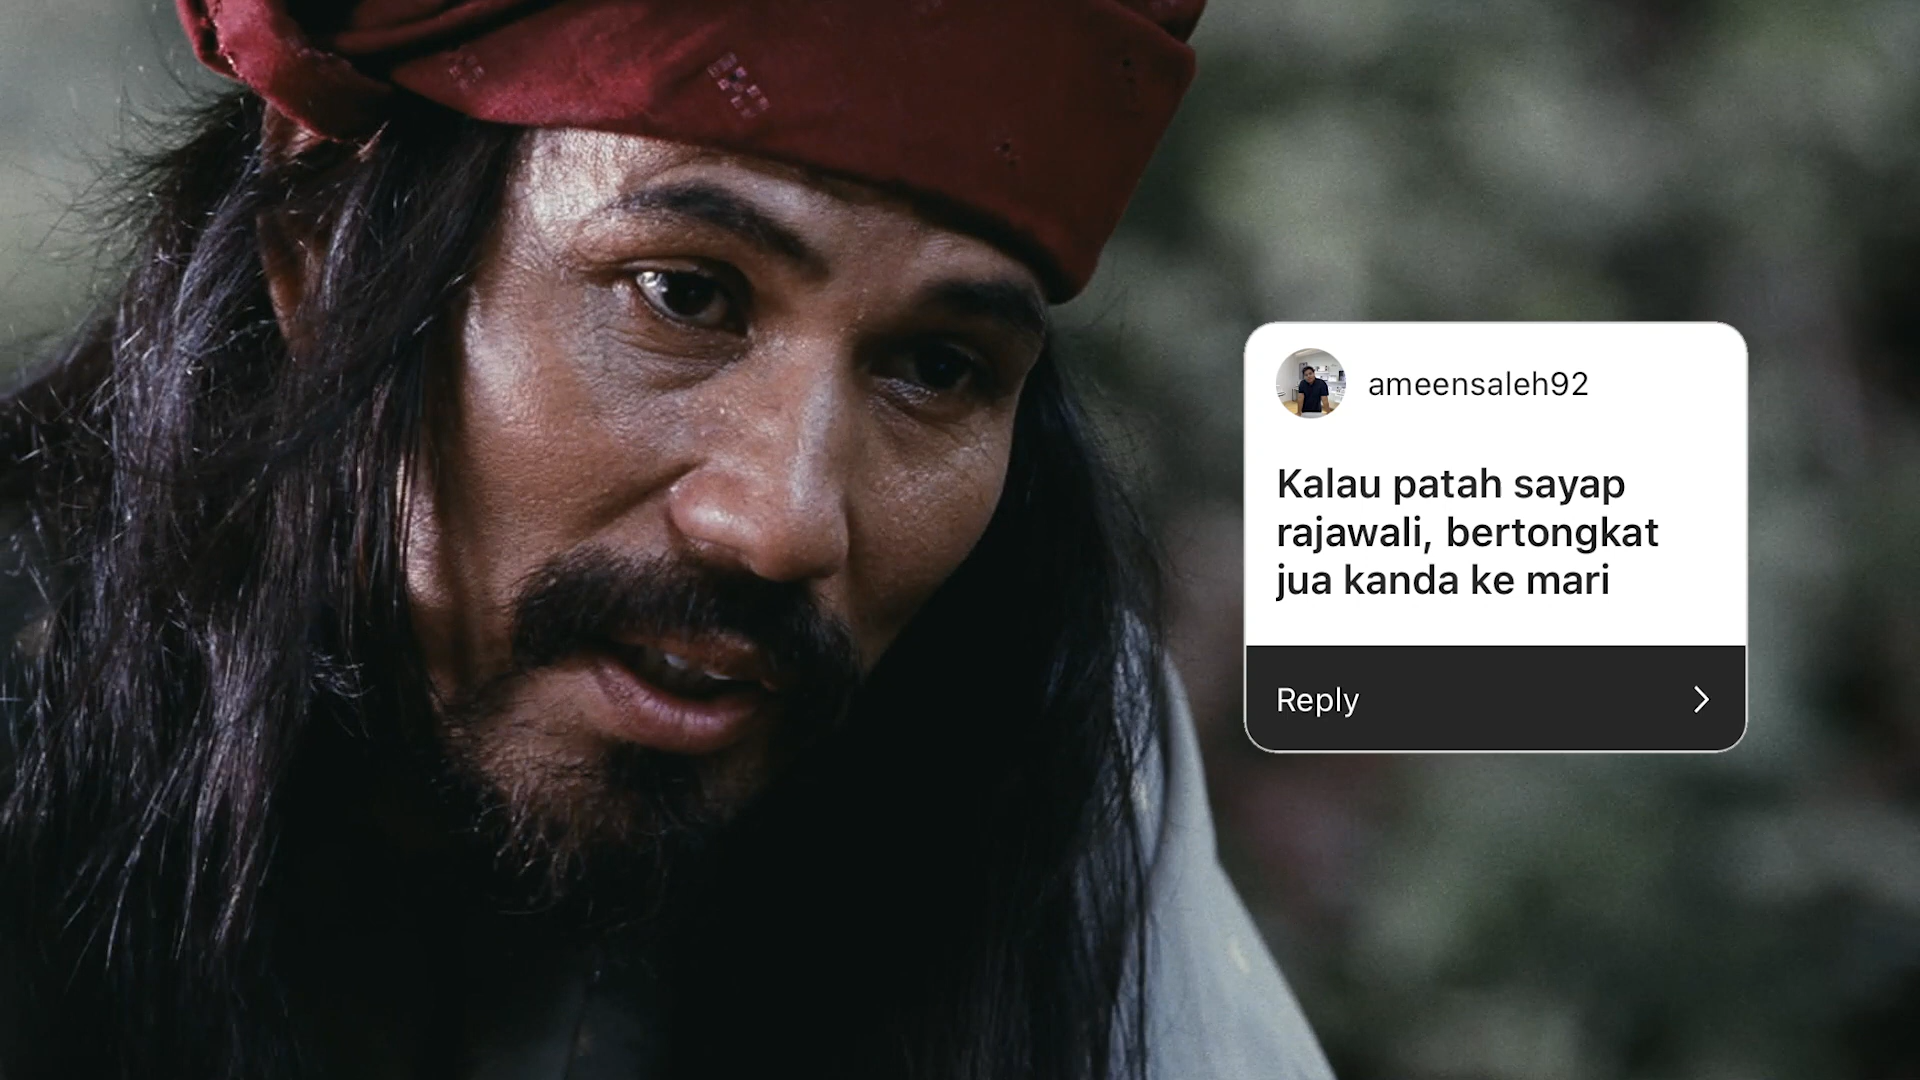 ameensaleh92
Kalau patah sayap
rajawali, bertongkat
jua kanda ke mari
Reply